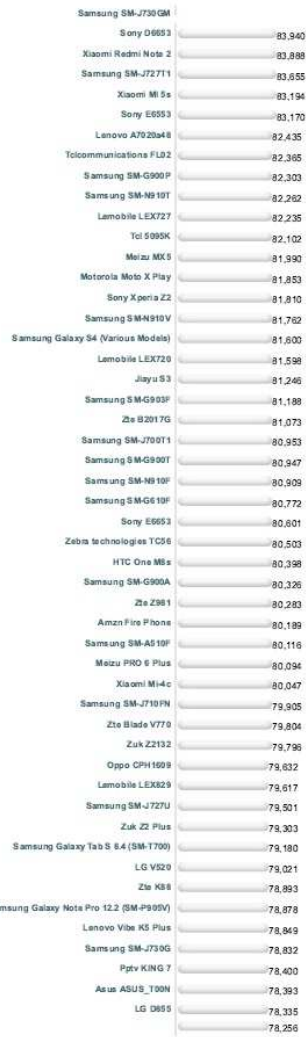 Samsung SM-J730GM
Sony D6653 83,940
Xiaomi Redmi Note 2 83,888
Samsung SM-J727T1 83,655
Xiaomi MI 5s 83,194
Sony E6553 83,170
Lenovo A7020a48 82,435
Tclcommunications FL02 82,365
Samsung SM-G900P 82,303
Samsung SM-N910T 82,262
Lemobile LEX727 82,235
Tcl 5095K 82,102
Meizu MX5 81,990
Motorola Moto X Play 81,853
Sony Xperia Z2 81,810
Samsung SM-N910V 81,762
Samsung Galaxy S4 (Various Models) 81,600
Lemobile LEX720 81,598
Jiayu S3 81,246
Samsung SM-G903F 81,188
Zte B2017G 81,073
Samsung SM-J700T1 80,953
Samsung SM-G900T 80,947
Samsung SM-N910F 80,909
Samsung SM-G610F 80,772
Sony E6653 80,601
Zebra technologies TC56 80,503
HTC One M8s 80,398
Samsung SM-G900A 80,326
Zte Z981 80,283
Amzn Fire Phone 80,189
Samsung SM-A510F 80,116
Meizu PRO 6 Plus 80,094
Xiaomi Mi-4c 80,047
Samsung SM-J710FN 79,905
Zte Blade V770 79,804
Zuk Z2132 79,796
Oppo CPH1609 79,632
Lemobile LEX829 79,617
Samsung SM-J727U 79,501
Zuk Z2 Plus 79,303
Samsung Galaxy Tab S 8.4 (SM-T700) 79,180
LG V520 79,021
Zte K88 78,893
msung Galaxy Note Pro 12.2 (SM-P905V) 78,878
Lenovo Vibe K5 Plus 78,849
Samsung SM-J730G 78,832
Pptv KING 7 78,400
Asus ASUS_T00N 78,393
LG D855 78,335
78,256